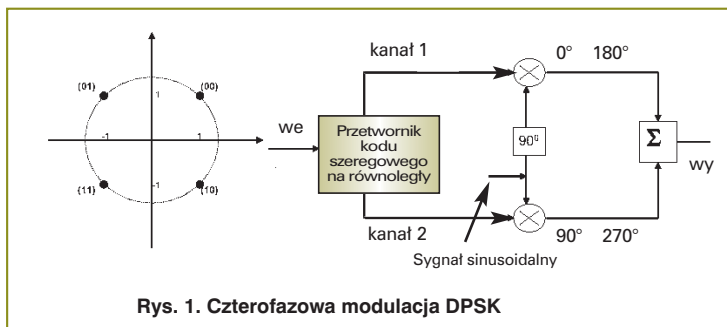 kanał 1
0° 180°
{01}
{00}
1
-1
1
-1
{11}
{10}
we
Przetwornik
kodu
szeregowego
na równoległy
90⁰
Σ
wy
kanał 2
90° 270°
Sygnał sinusoidalny
Rys. 1. Czterofazowa modulacja DPSK